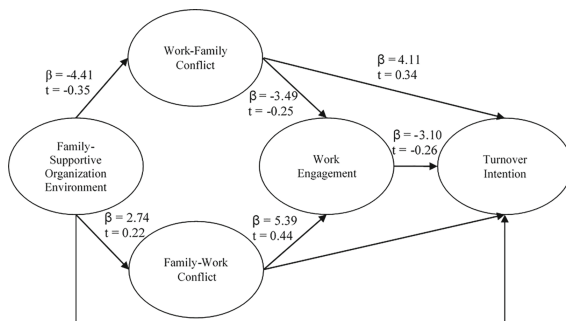 Work-Family
Conflict
β = 4.11
t = 0.34
β = -4.41
t = -0.35
β = -3.49
t = -0.25
β = -3.10
t = -0.26
Family-
Supportive
Organization
Environment
Work
Engagement
Turnover
Intention
β = 2.74
t = 0.22
β = 5.39
t = 0.44
Family-Work
Conflict